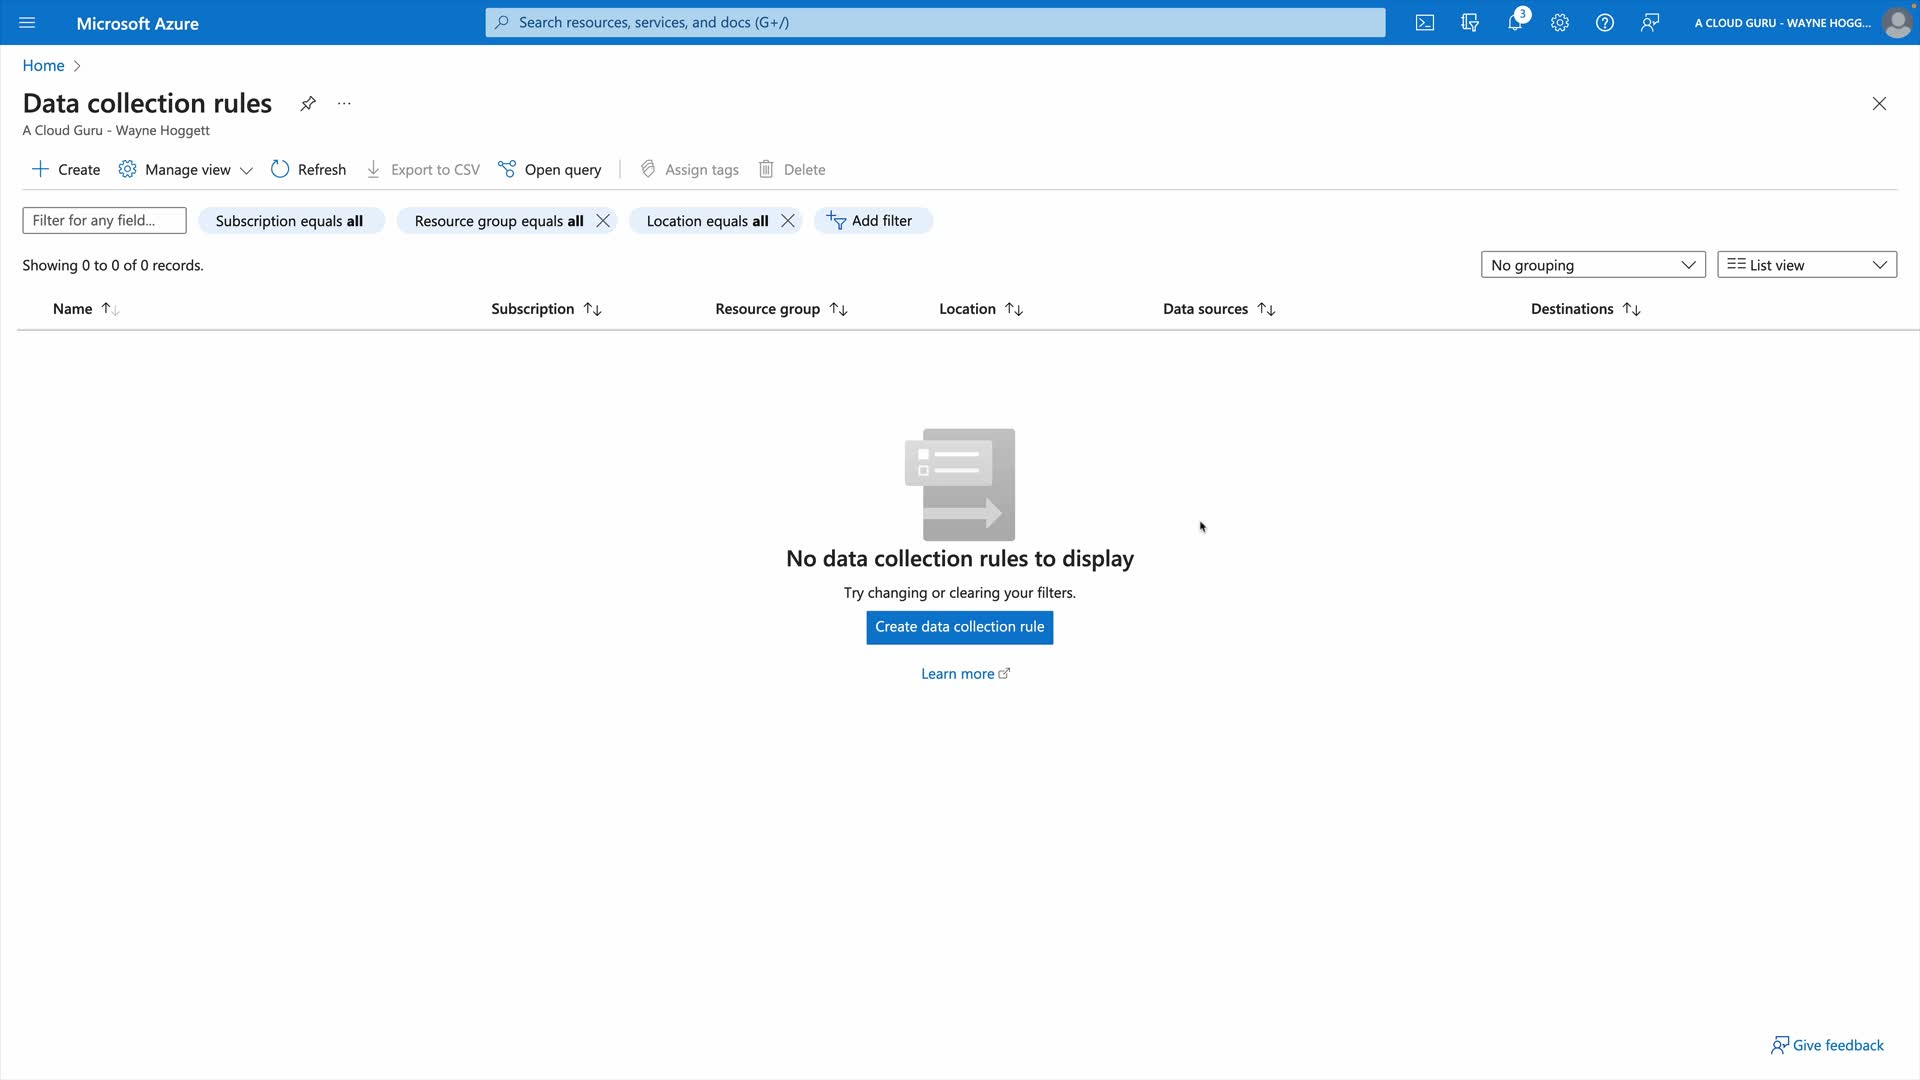 Microsoft Azure
Search resources, services, and docs (G+/)
3
A CLOUD GURU - WAYNE HOGG...
Home
Data collection rules
...
A Cloud Guru - Wayne Hoggett
Create
Manage view
Refresh
Export to CSV
Open query
Assign tags
Delete
Filter for any field...
Subscription equals all
Resource group equals all
Location equals all
Add filter
Showing 0 to 0 of 0 records.
No grouping
List view
Name
Subscription
Resource group
Location
Data sources
Destinations
No data collection rules to display
Try changing or clearing your filters.
Create data collection rule
Learn more
Give feedback